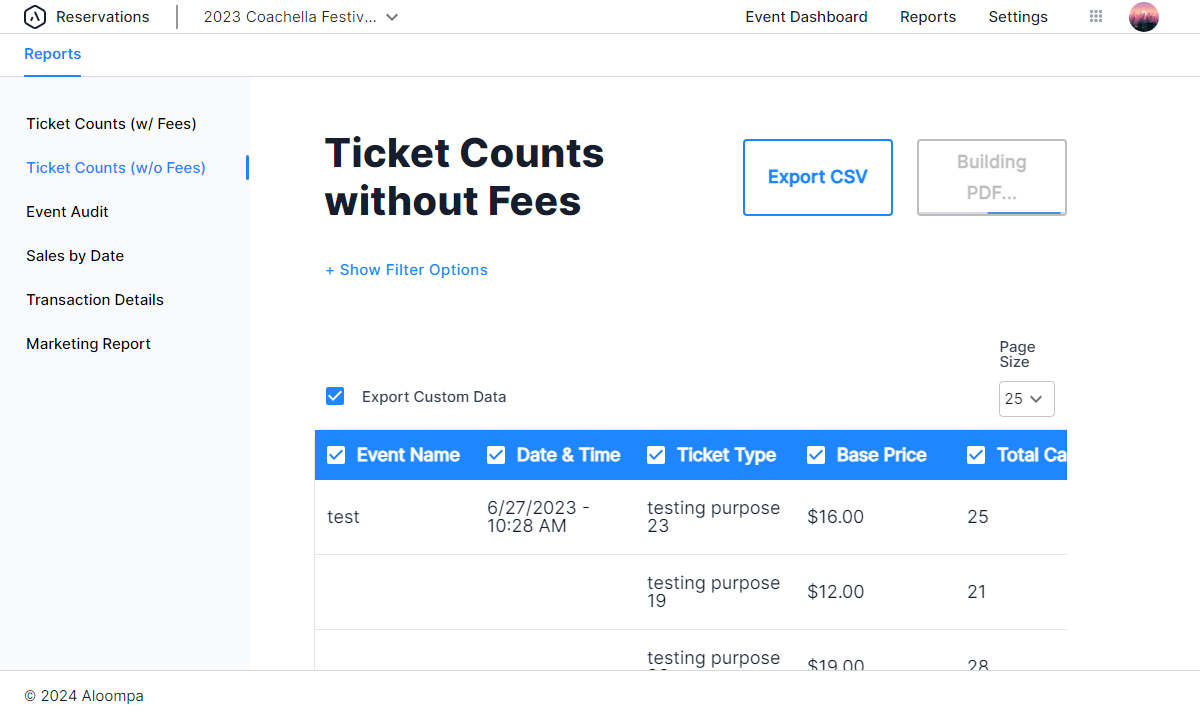 Reservations
2023 Coachella Festiv...
Event Dashboard
Reports
Settings
Reports
Ticket Counts (w/ Fees)
Ticket Counts (w/o Fees)
Event Audit
Sales by Date
Transaction Details
Marketing Report
Ticket Counts
without Fees
Export CSV
Building
PDF...
+ Show Filter Options
Page
Size
25
Export Custom Data
Event Name Date & Time Ticket Type Base Price Total Ca
test
6/27/2023 -
10:28 AM
testing purpose
23
$16.00
25
testing purpose
19
$12.00
21
testing purpose
$19.00
28
© 2024 Aloompa